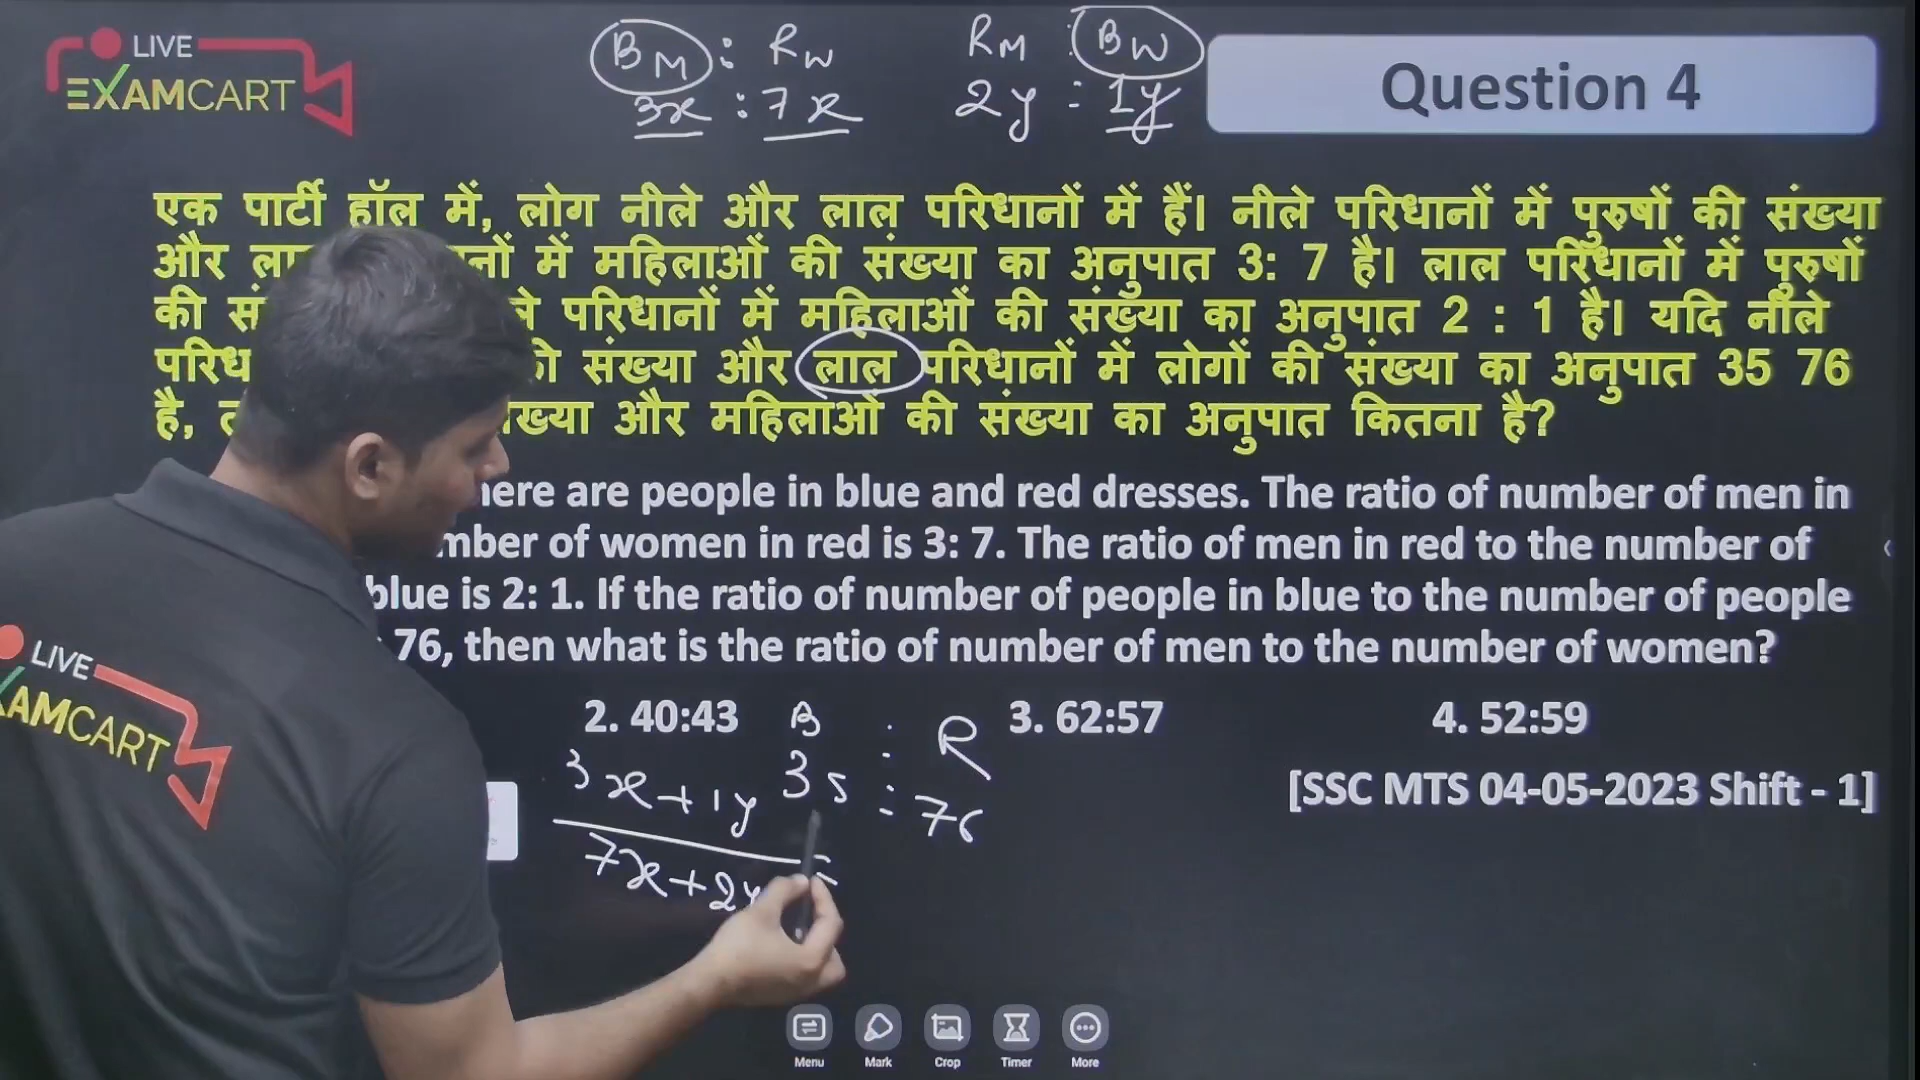 LIVE
EXAMCART
BM : RW
RM : BW
3x : 7x
2y : 1y
Question 4
एक पार्टी हॉल में, लोग नीले और लाल परिधानों में हैं। नीले परिधानों में पुरुषों की संख्या
और में महिलाओं की संख्या का अनुपात 3: 7 है। लाल परिधानों में पुरुषों
की परिधानों में महिलाओं की संख्या का अनुपात 2 : 1 है। यदि नीले
संख्या और लाल परिधानों में लोगों की संख्या का अनुपात 35 76
है, और महिलाओं की संख्या का अनुपात कितना है?
are people in blue and red dresses. The ratio of number of men in
of women in red is 3: 7. The ratio of men in red to the number of
blue is 2: 1. If the ratio of number of people in blue to the number of people
76, then what is the ratio of number of men to the number of women?
2. 40:43
3. 62:57
4. 52:59
B : R
35 : 76
3x+1y
7x+2y =
[SSC MTS 04-05-2023 Shift - 1]
LIVE
AMCART
Menu
Mark
Crop
Timer
More